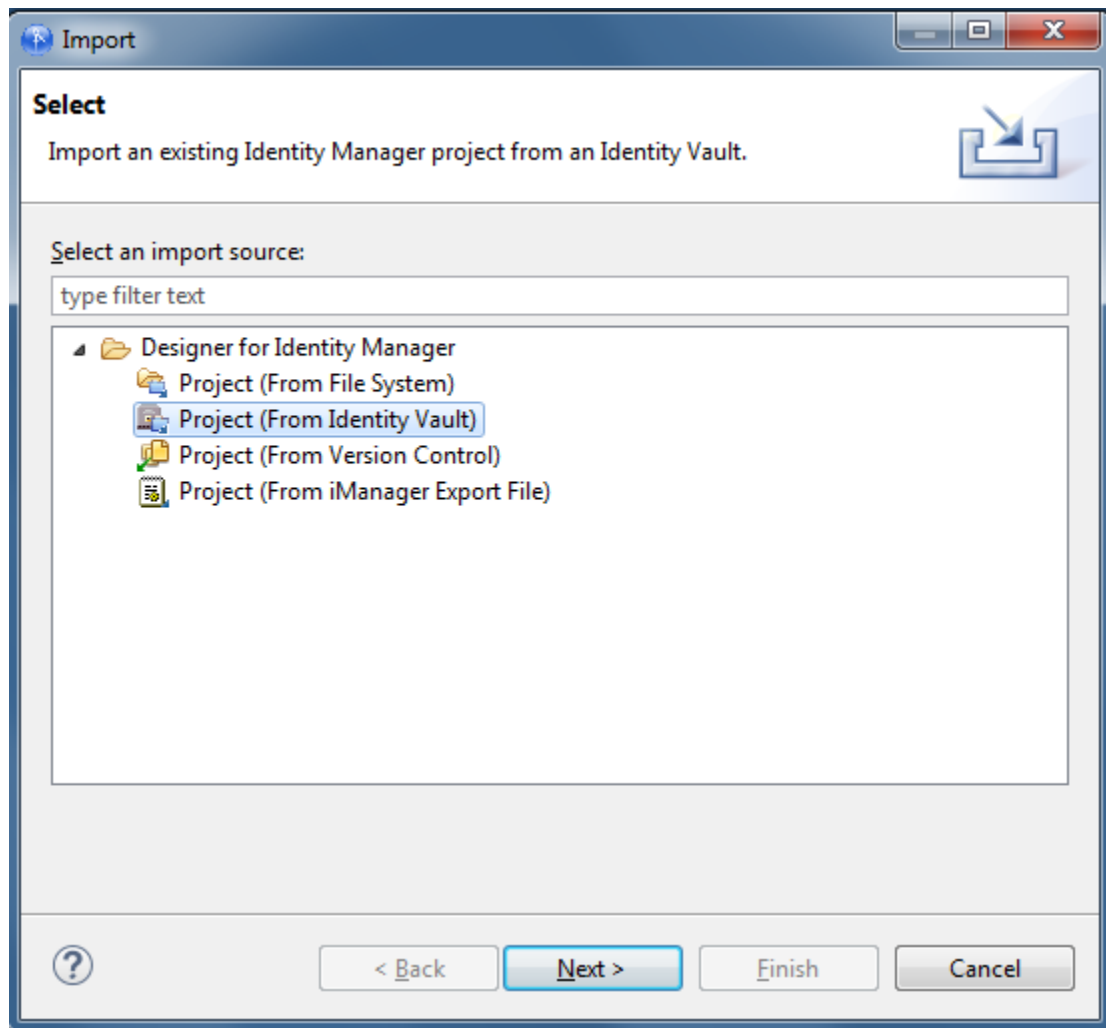 Import
Select
Import an existing Identity Manager project from an Identity Vault.
Select an import source:
type filter text
Designer for Identity Manager
Project (From File System)
Project (From Identity Vault)
Project (From Version Control)
Project (From iManager Export File)
? < Back Next > Finish Cancel